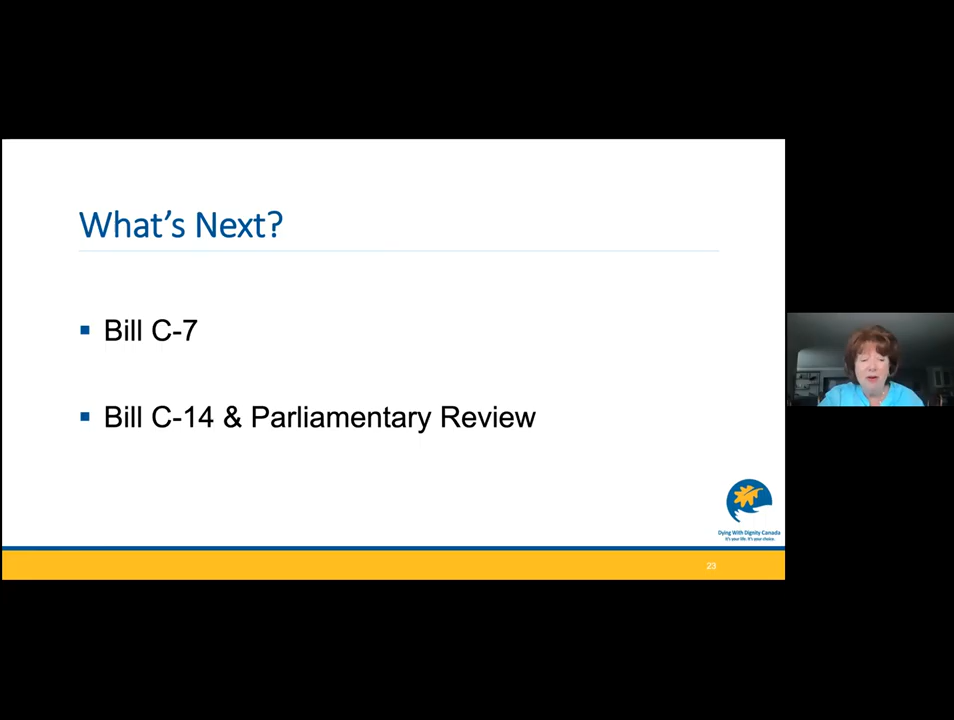 What's Next?
Bill C-7
Bill C-14 & Parliamentary Review
Dying With Dignity Canada
It's your life. It's your choice.
23